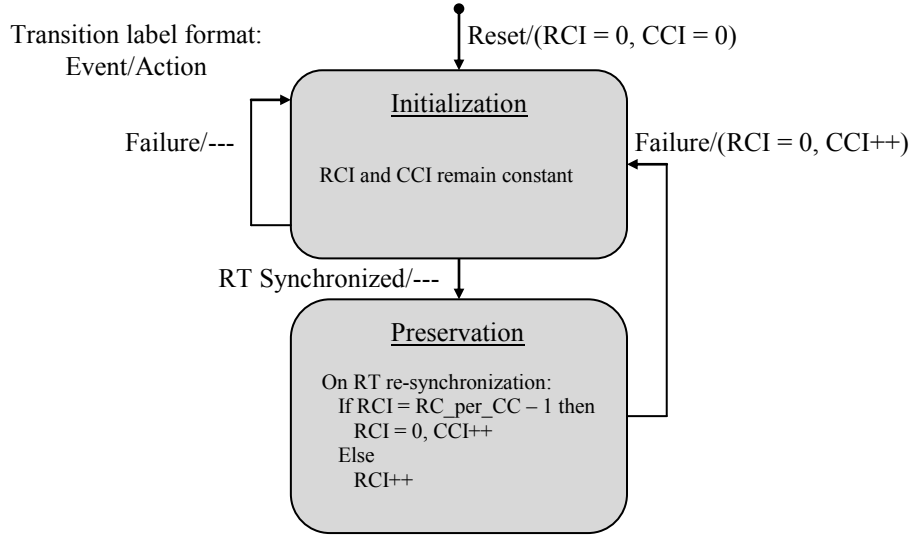 Transition label format:
Event/Action
Reset/(RCI = 0, CCI = 0)
Initialization
RCI and CCI remain constant
Failure/---
Failure/(RCI = 0, CCI++)
RT Synchronized/---
Preservation
On RT re-synchronization:
If RCI = RC_per_CC – 1 then
RCI = 0, CCI++
Else
RCI++